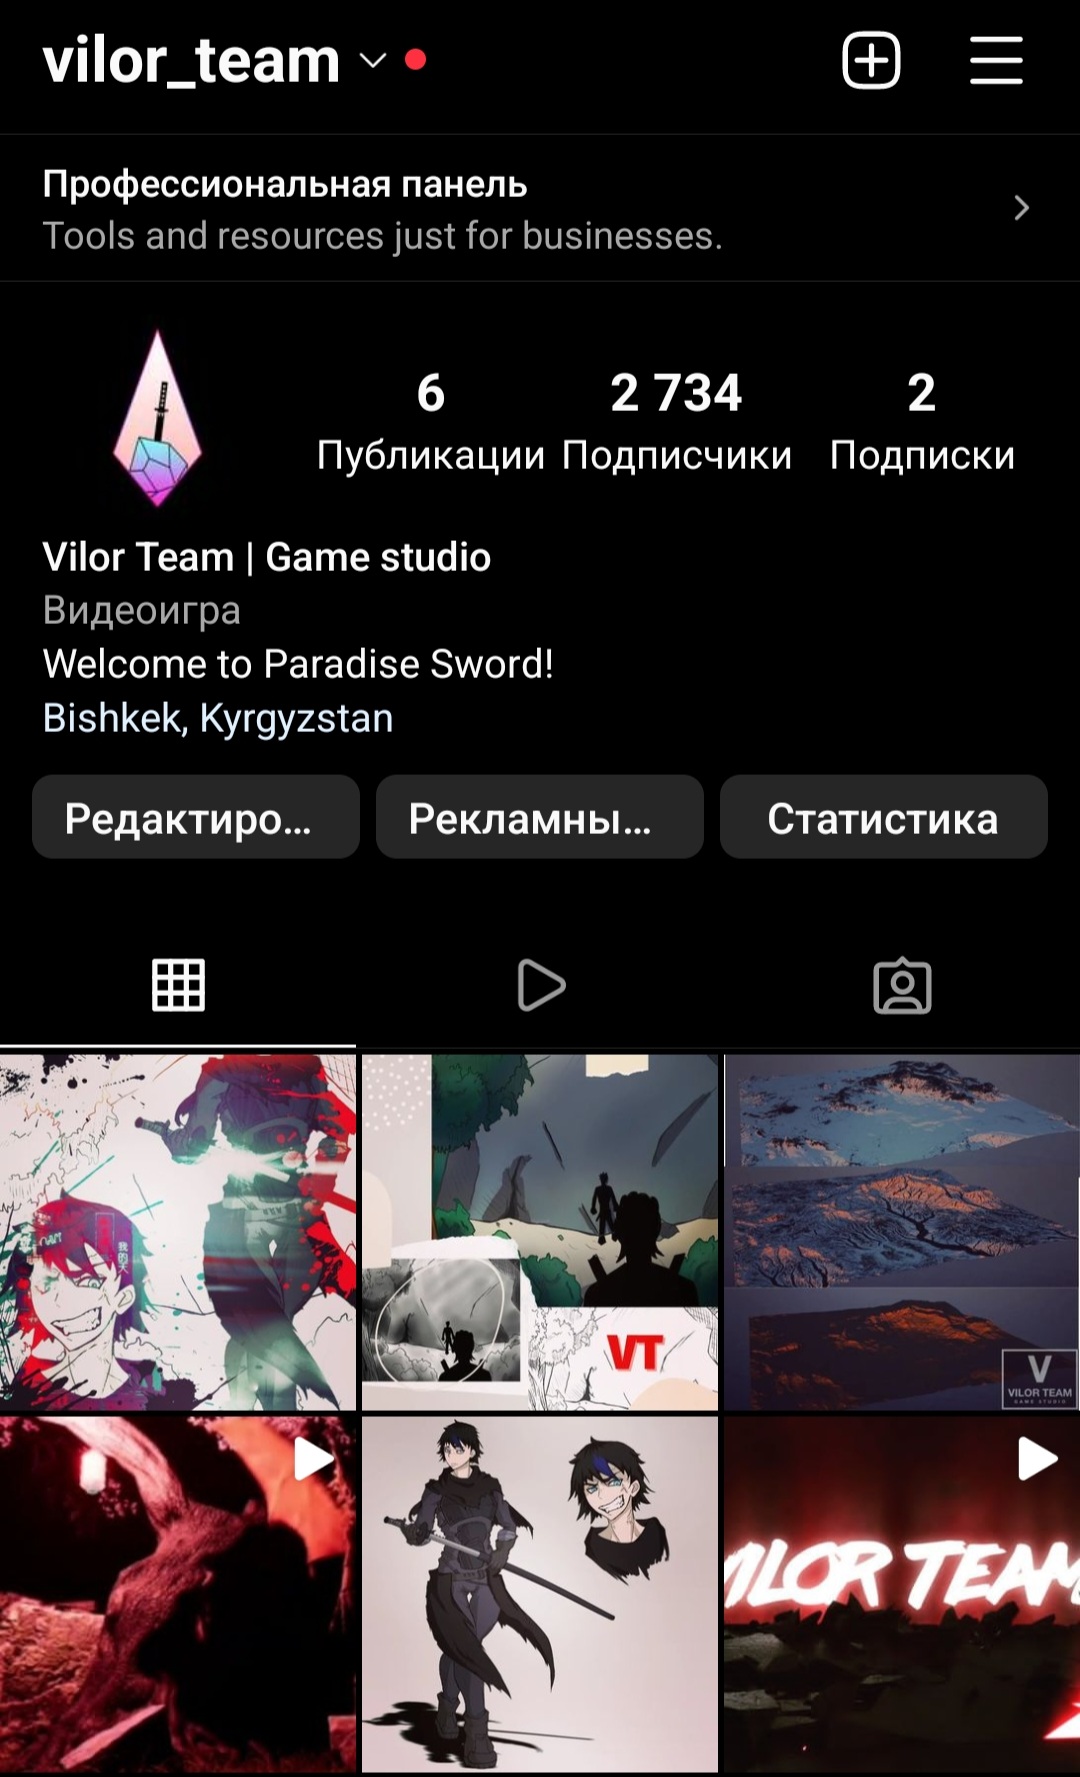 vilor_team
Профессиональная панель
Tools and resources just for businesses.
6
Публикации
2 734
Подписчики
2
Подписки
Vilor Team | Game studio
Видеоигра
Welcome to Paradise Sword!
Bishkek, Kyrgyzstan
Редактиро...
Рекламны...
Статистика
VT
V
VILOR TEAM
GAME STUDIO
VILOR TEAM